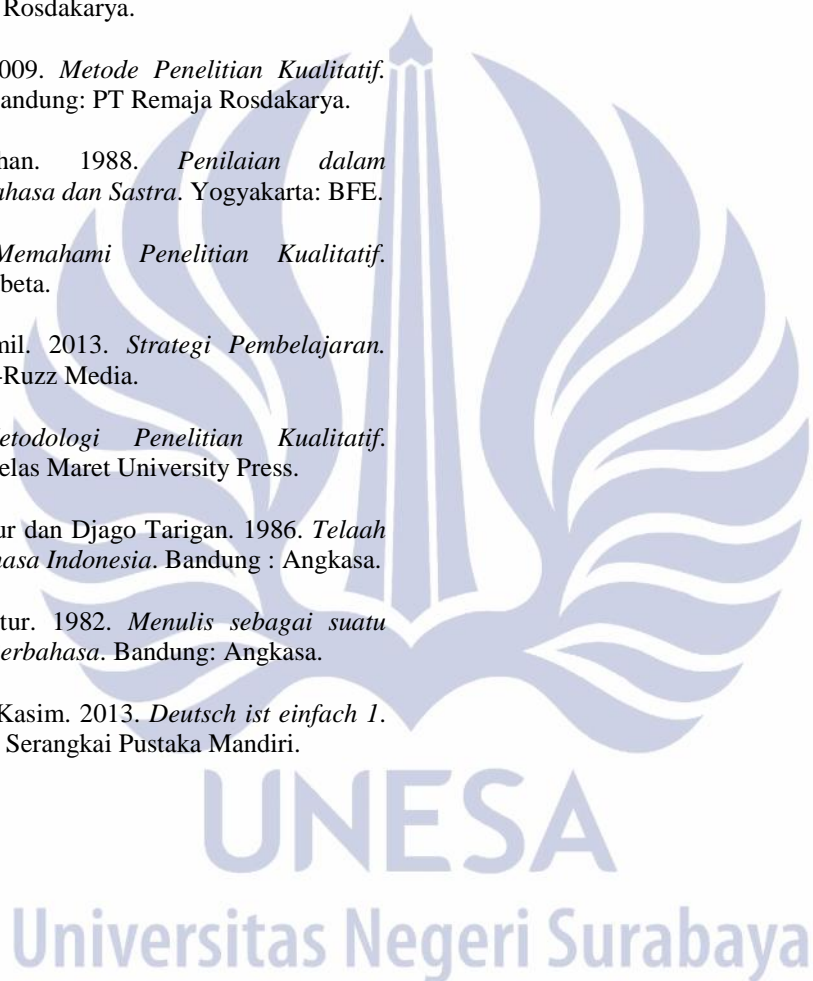 Rosdakarya.
009. Metode Penelitian Kualitatif.
andung: PT Remaja Rosdakarya.
han. 1988. Penilaian dalam
ahasa dan Sastra. Yogyakarta: BFE.
Memahami Penelitian Kualitatif.
beta.
mil. 2013. Strategi Pembelajaran.
-Ruzz Media.
etodologi Penelitian Kualitatif.
elas Maret University Press.
ur dan Djago Tarigan. 1986. Telaah
hasa Indonesia. Bandung : Angkasa.
tur. 1982. Menulis sebagai suatu
erbahasa. Bandung: Angkasa.
Kasim. 2013. Deutsch ist einfach 1.
Serangkai Pustaka Mandiri.
UNESA
Universitas Negeri Surabaya